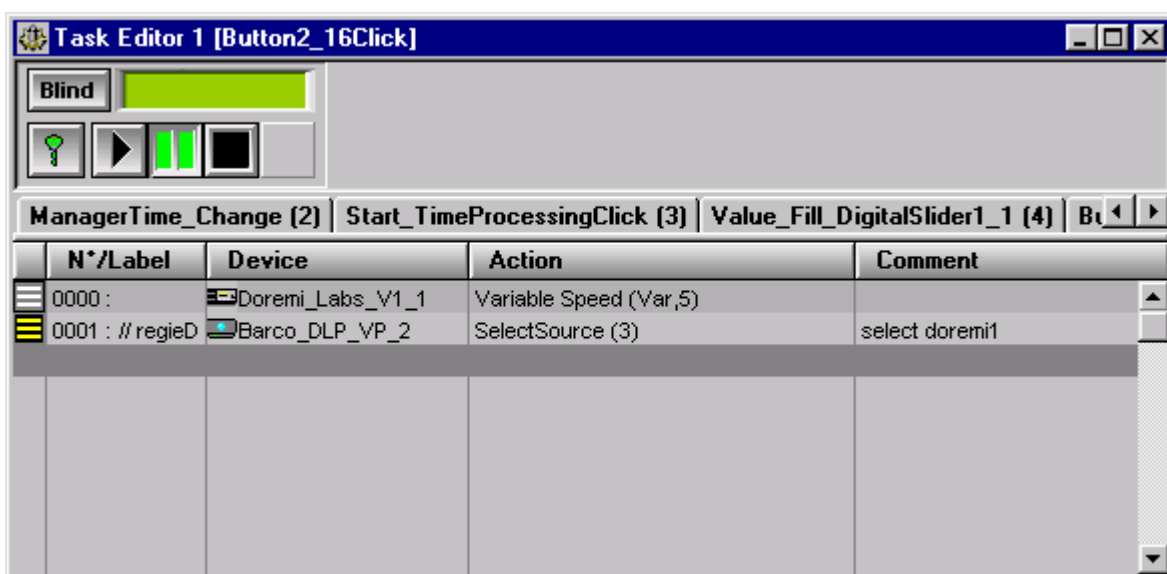 Task Editor 1 [Button2_16Click]
Blind
ManagerTime_Change (2) Start_TimeProcessingClick (3) Value_Fill_DigitalSlider1_1 (4)
N°/Label Device Action Comment
0000 : Doremi_Labs_V1_1 Variable Speed (Var,5)
0001 : // regieD Barco_DLP_VP_2 SelectSource (3) select doremi1